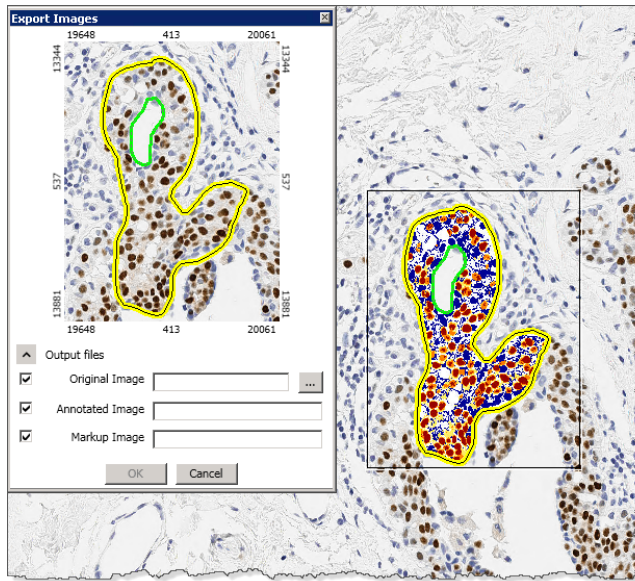 Export Images
19648 413 20061
13344 13344
537 537
13881 13881
19648 413 20061
Output files
Original Image ...
Annotated Image
Markup Image
OK Cancel